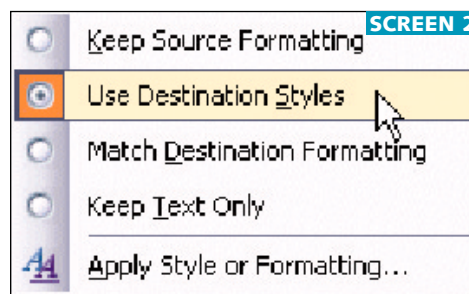 SCREEN 2
Keep Source Formatting
Use Destination Styles
Match Destination Formatting
Keep Text Only
Apply Style or Formatting...